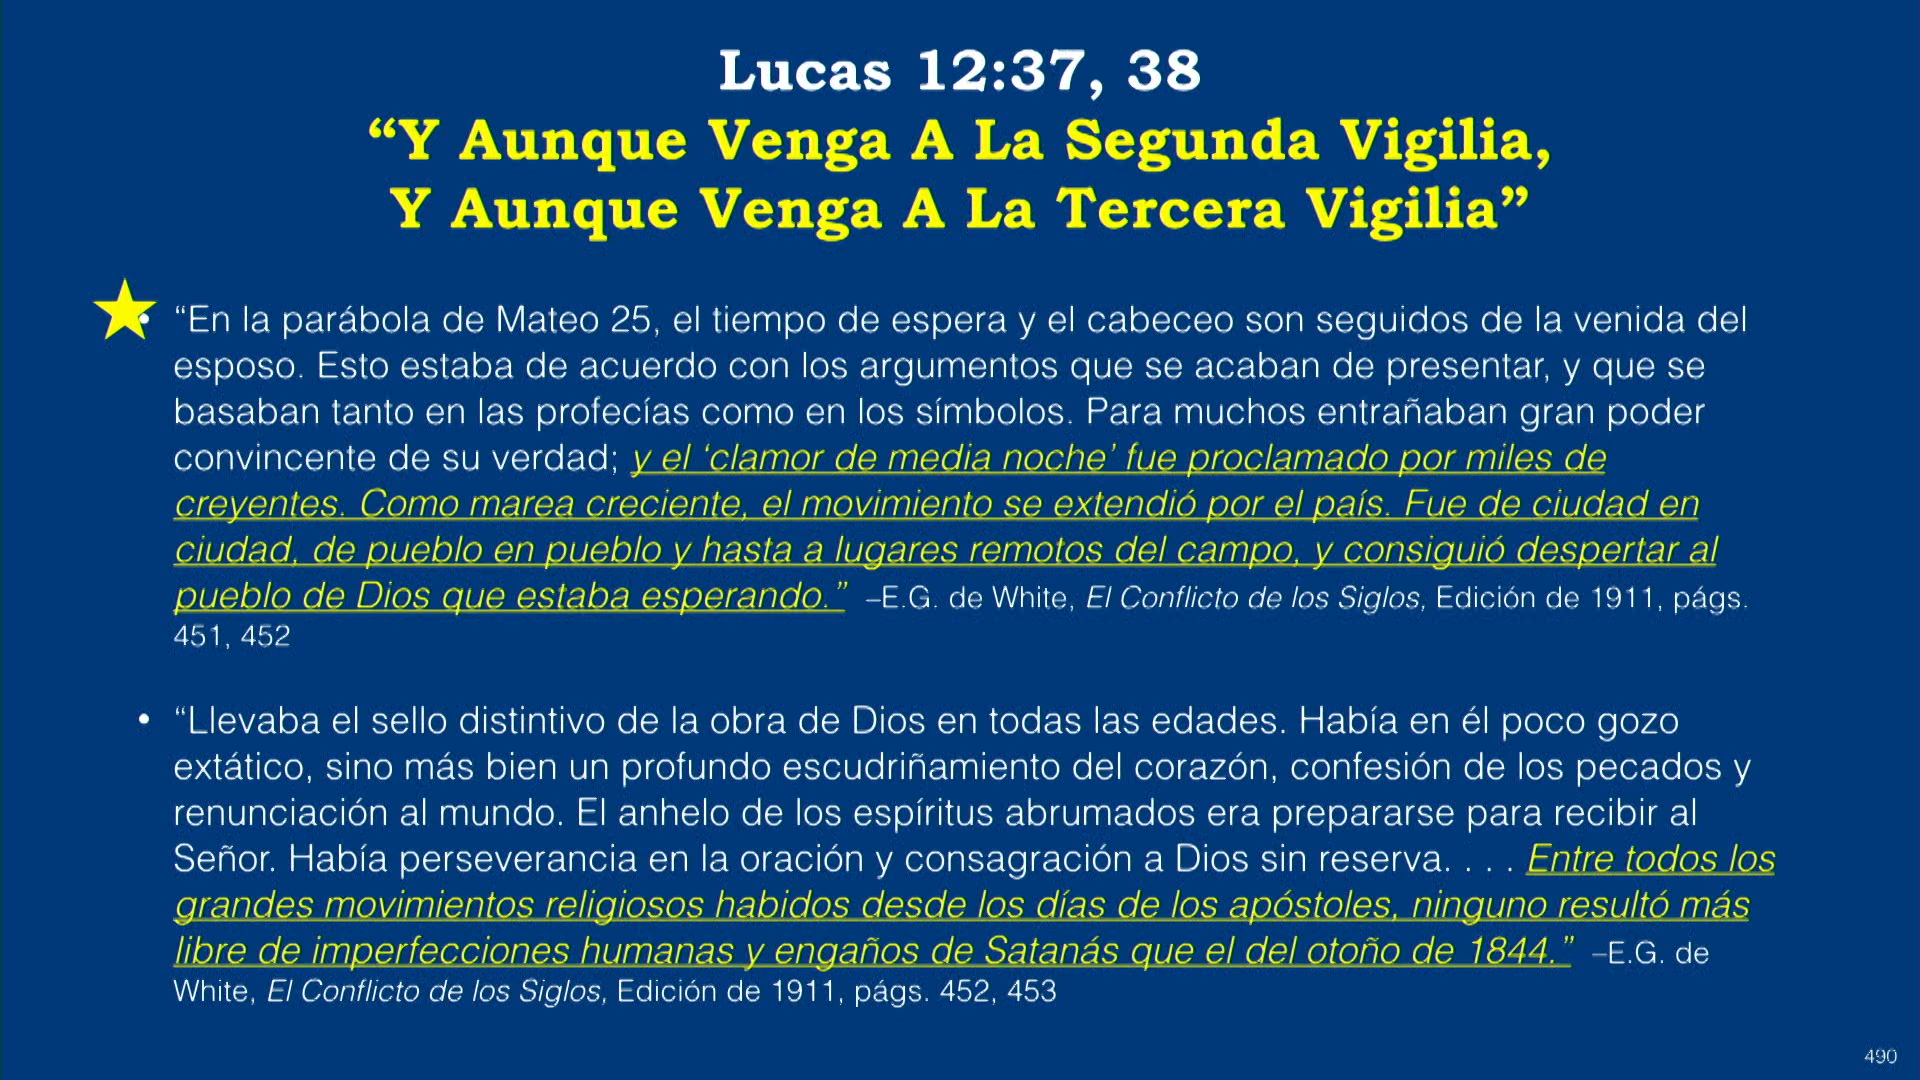 Lucas 12:37, 38
“Y Aunque Venga A La Segunda Vigilia,
Y Aunque Venga A La Tercera Vigilia”
• “En la parábola de Mateo 25, el tiempo de espera y el cabeceo son seguidos de la venida del
esposo. Esto estaba de acuerdo con los argumentos que se acaban de presentar, y que se
basaban tanto en las profecías como en los símbolos. Para muchos entrañaban gran poder
convincente de su verdad; y el ‘clamor de media noche’ fue proclamado por miles de
creyentes. Como marea creciente, el movimiento se extendió por el país. Fue de ciudad en
ciudad, de pueblo en pueblo y hasta a lugares remotos del campo, y consiguió despertar al
pueblo de Dios que estaba esperando.” –E.G. de White, El Conflicto de los Siglos, Edición de 1911, págs.
451, 452
• “Llevaba el sello distintivo de la obra de Dios en todas las edades. Había en él poco gozo
extático, sino más bien un profundo escudriñamiento del corazón, confesión de los pecados y
renunciación al mundo. El anhelo de los espíritus abrumados era prepararse para recibir al
Señor. Había perseverancia en la oración y consagración a Dios sin reserva. . . . Entre todos los
grandes movimientos religiosos habidos desde los días de los apóstoles, ninguno resultó más
libre de imperfecciones humanas y engaños de Satanás que el del otoño de 1844.” –E.G. de
White, El Conflicto de los Siglos, Edición de 1911, págs. 452, 453
490